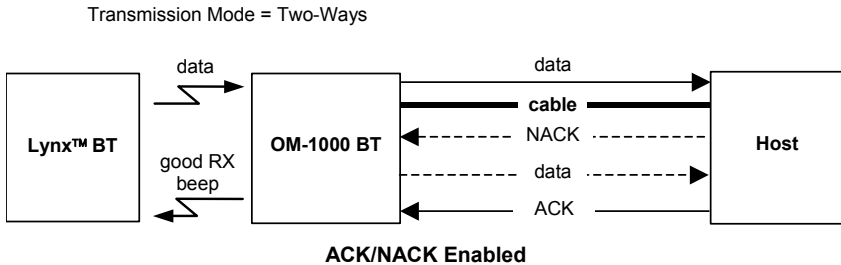 Transmission Mode = Two-Ways
data
data
cable
Lynx™ BT
OM-1000 BT
NACK
Host
good RX
beep
data
ACK
ACK/NACK Enabled